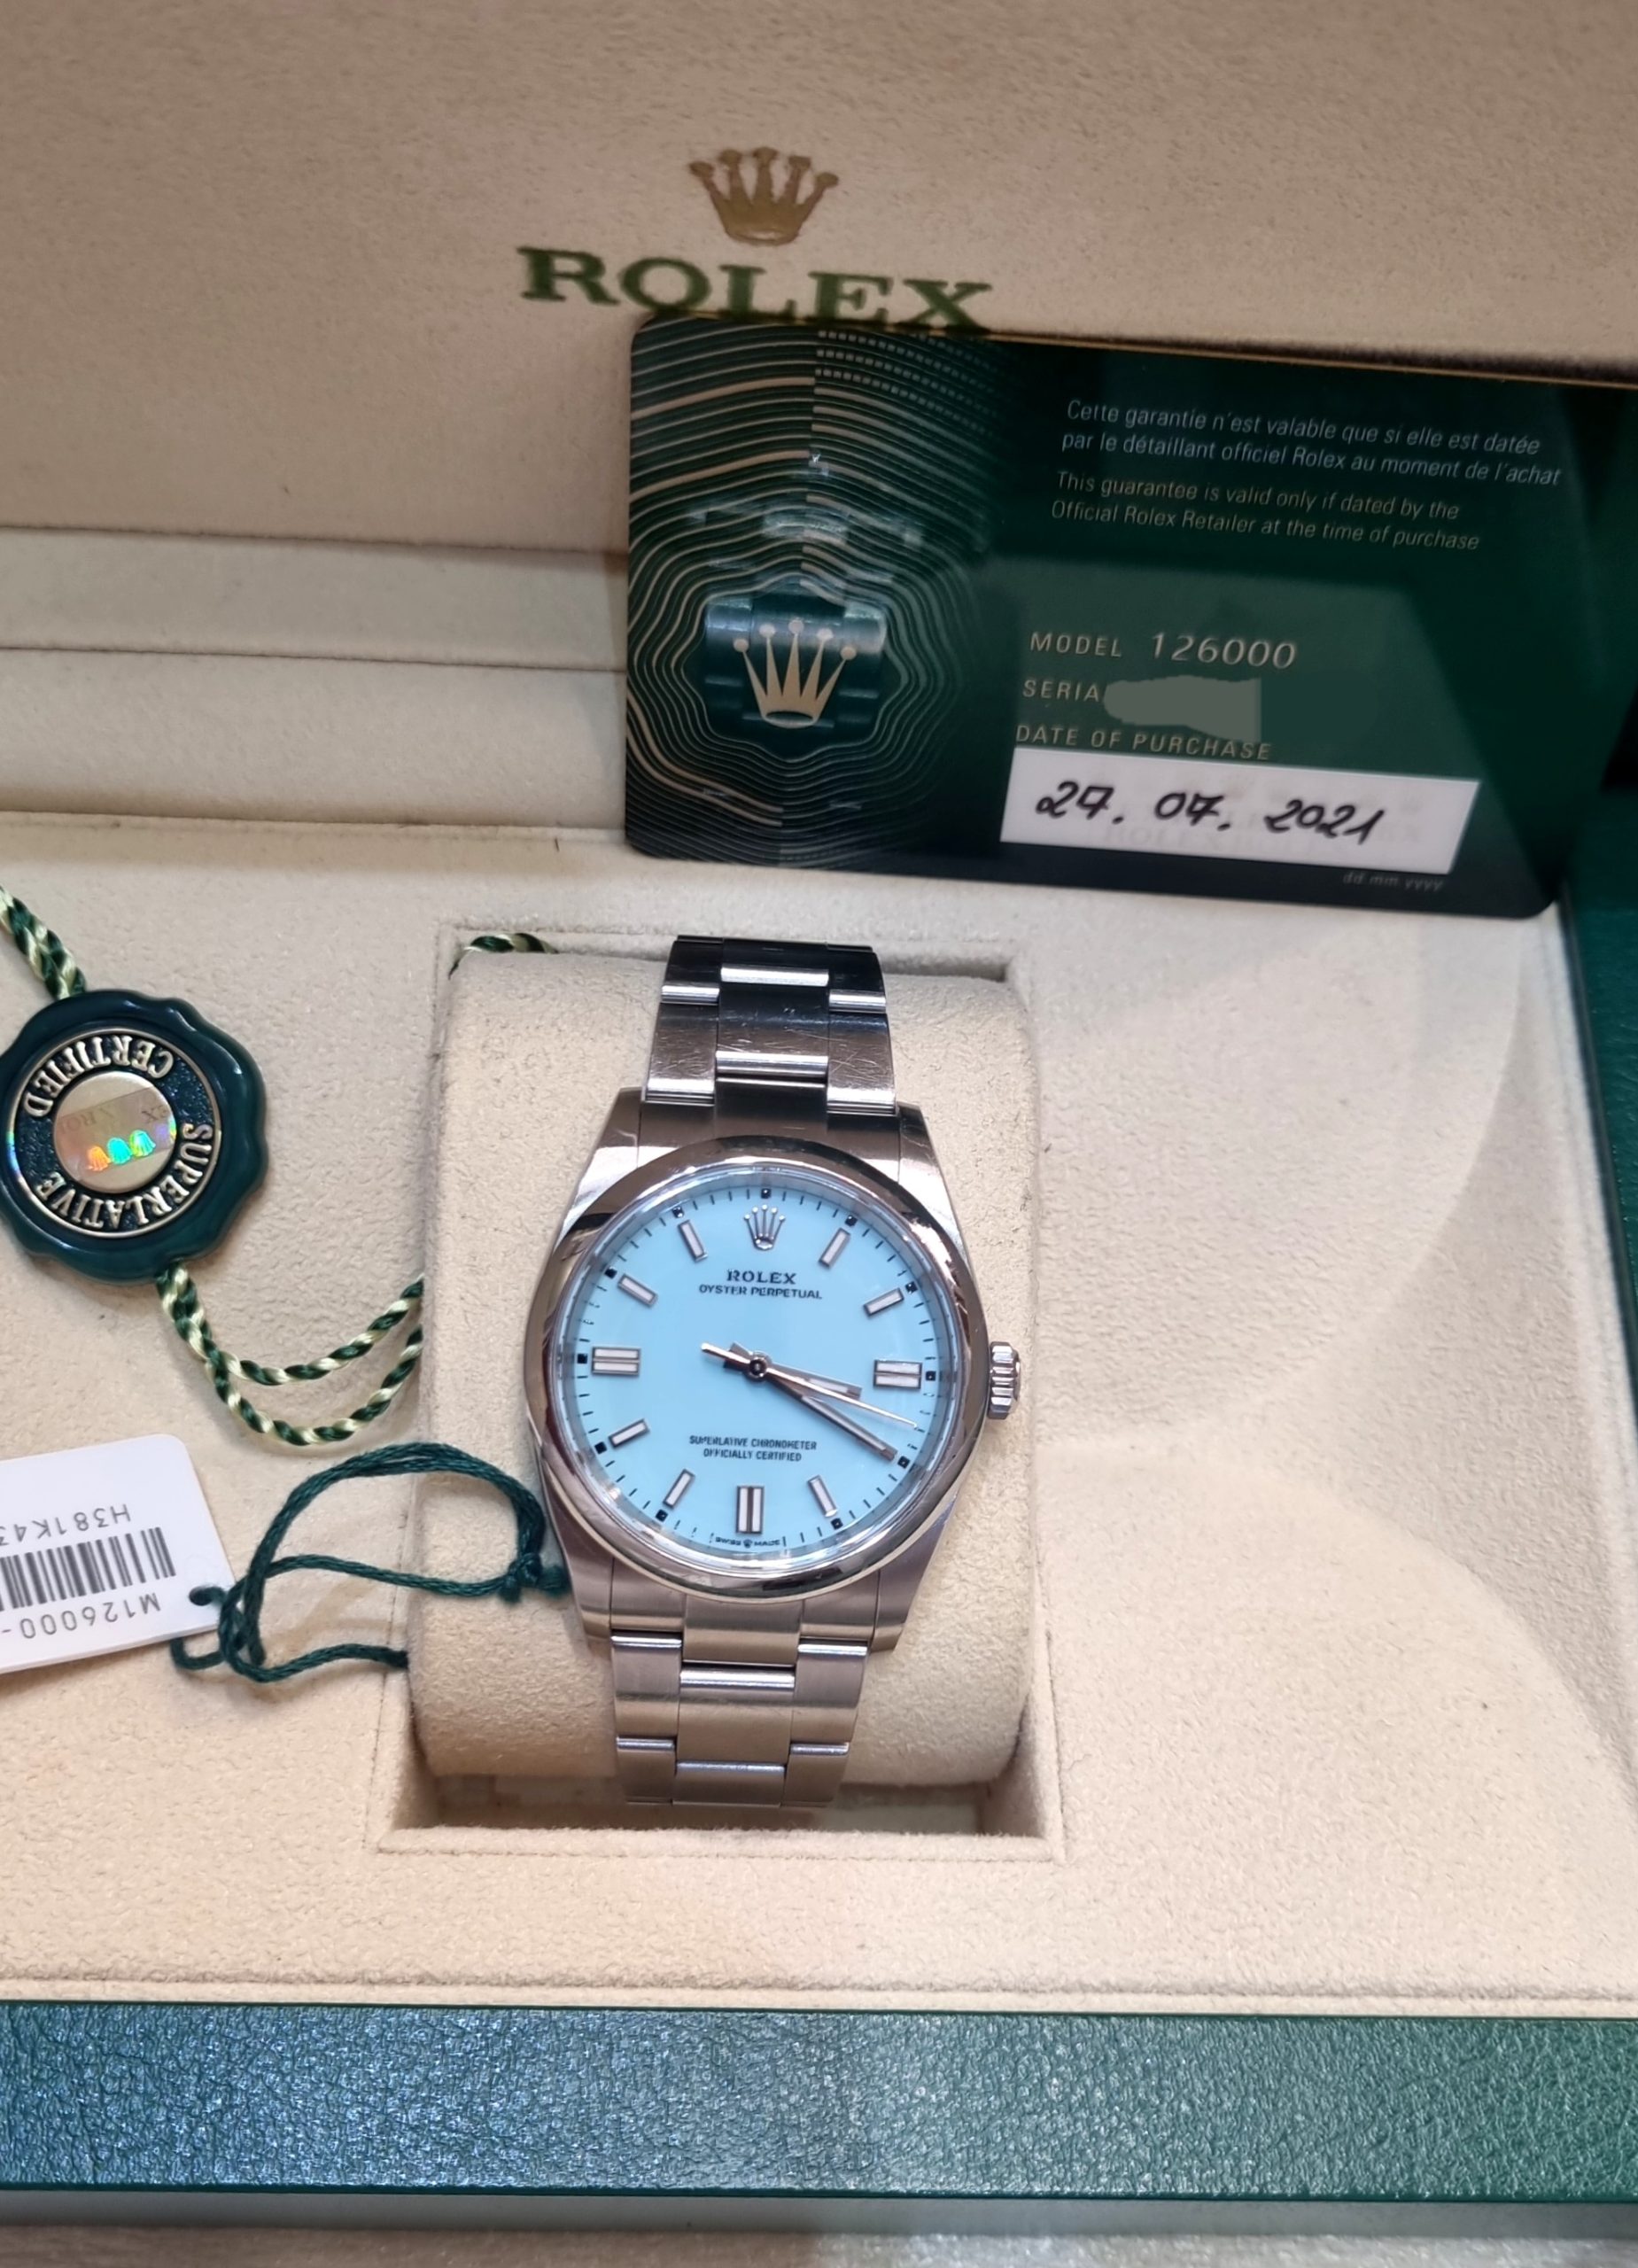 ROLEX
Cette garantie n'est valable que si elle est datée
par le détaillant officiel Rolex au moment de l'achat
This guarantee is valid only if dated by the
Official Rolex Retailer at the time of purchase
MODEL 126000
SERIA
DATE OF PURCHASE
27. 07. 2021
dd mm yyyy
SUPERLATIVE
CERTIFIED
ROLEX
OYSTER PERPETUAL
SUPERLATIVE CHRONOMETER
OFFICIALLY CERTIFIED
SWISS MADE
M126000-
H381K43